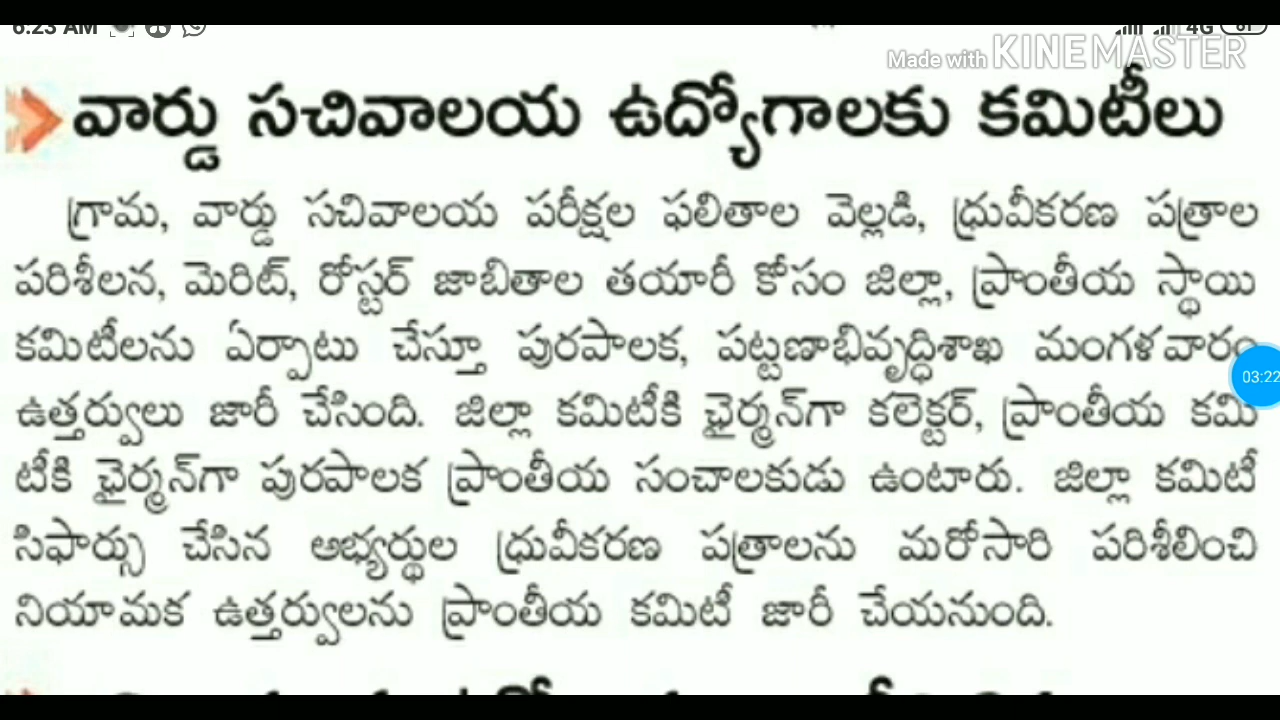 6:23 AM 4G 61
Made with KINEMASTER
వార్డు సచివాలయ ఉద్యోగాలకు కమిటీలు
గ్రామ, వార్డు సచివాలయ పరీక్షల ఫలితాల వెల్లడి, ధ్రువీకరణ పత్రాల
పరిశీలన, మెరిట్, రోస్టర్ జాబితాల తయారీ కోసం జిల్లా, ప్రాంతీయ స్థాయి
కమిటీలను ఏర్పాటు చేస్తూ పురపాలక, పట్టణాభివృద్ధిశాఖ మంగళవారం
03:22
ఉత్తర్వులు జారీ చేసింది. జిల్లా కమిటీకి ఛైర్మన్‌గా కలెక్టర్, ప్రాంతీయ కమి
టీకి ఛైర్మన్‌గా పురపాలక ప్రాంతీయ సంచాలకుడు ఉంటారు. జిల్లా కమిటీ
సిఫార్సు చేసిన అభ్యర్థుల ధ్రువీకరణ పత్రాలను మరోసారి పరిశీలించి
నియామక ఉత్తర్వులను ప్రాంతీయ కమిటీ జారీ చేయనుంది.